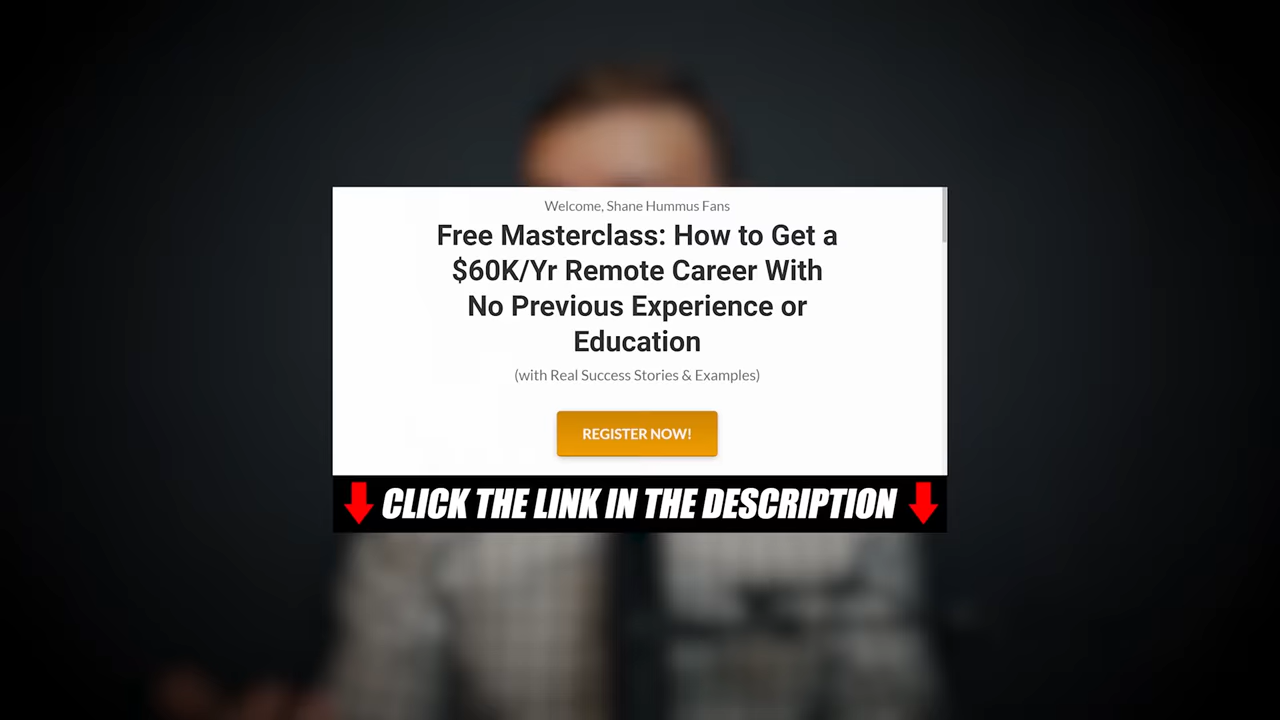 Welcome, Shane Hummus Fans
Free Masterclass: How to Get a
$60K/Yr Remote Career With
No Previous Experience or
Education
(with Real Success Stories & Examples)
REGISTER NOW!
CLICK THE LINK IN THE DESCRIPTION